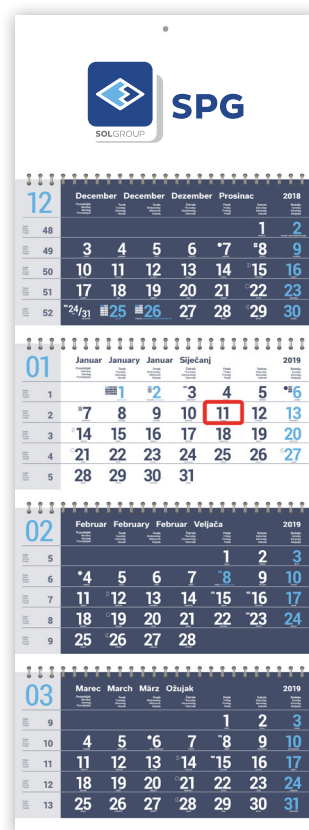 SOLGROUP
SPG
12 December December Dezember Prosinac 2018
48 1 2
49 3 4 5 6 7 8 9
50 10 11 12 13 14 15 16
51 17 18 19 20 21 22 23
52 24/31 25 26 27 28 29 30
01 Januar January Januar Siječanj 2019
1 1 2 3 4 5 6
2 7 8 9 10 11 12 13
3 14 15 16 17 18 19 20
4 21 22 23 24 25 26 27
5 28 29 30 31
02 Februar February Februar Veljača 2019
5 1 2 3
6 4 5 6 7 8 9 10
7 11 12 13 14 15 16 17
8 18 19 20 21 22 23 24
9 25 26 27 28
03 Marec March März Ožujak 2019
9 1 2 3
10 4 5 6 7 8 9 10
11 11 12 13 14 15 16 17
12 18 19 20 21 22 23 24
13 25 26 27 28 29 30 31